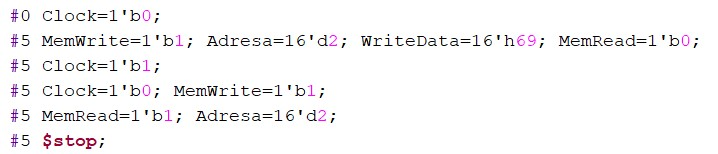 #0 Clock=1'b0;
#5 MemWrite=1'b1; Adresa=16'd2; WriteData=16'h69; MemRead=1'b0;
#5 Clock=1'b1;
#5 Clock=1'b0; MemWrite=1'b1;
#5 MemRead=1'b1; Adresa=16'd2;
#5 $stop;